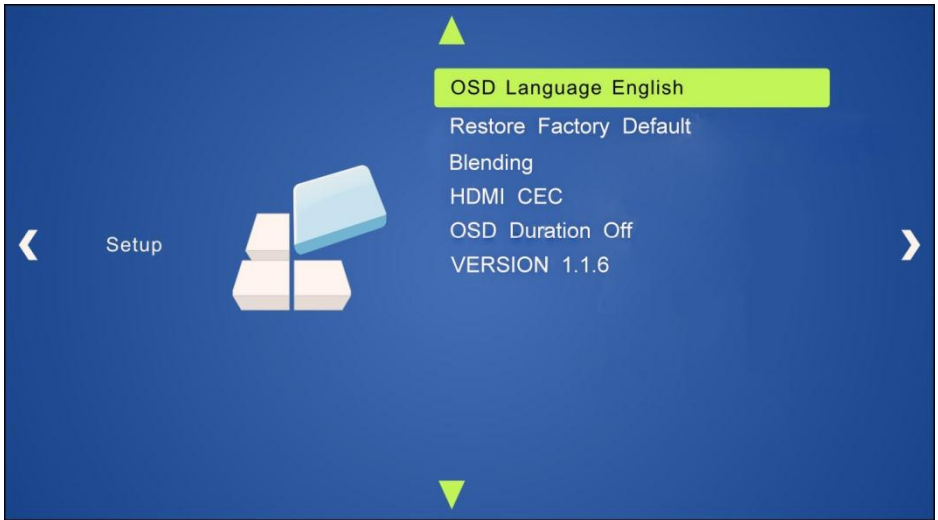 OSD Language English
Restore Factory Default
Blending
HDMI CEC
Setup
OSD Duration Off
VERSION 1.1.6